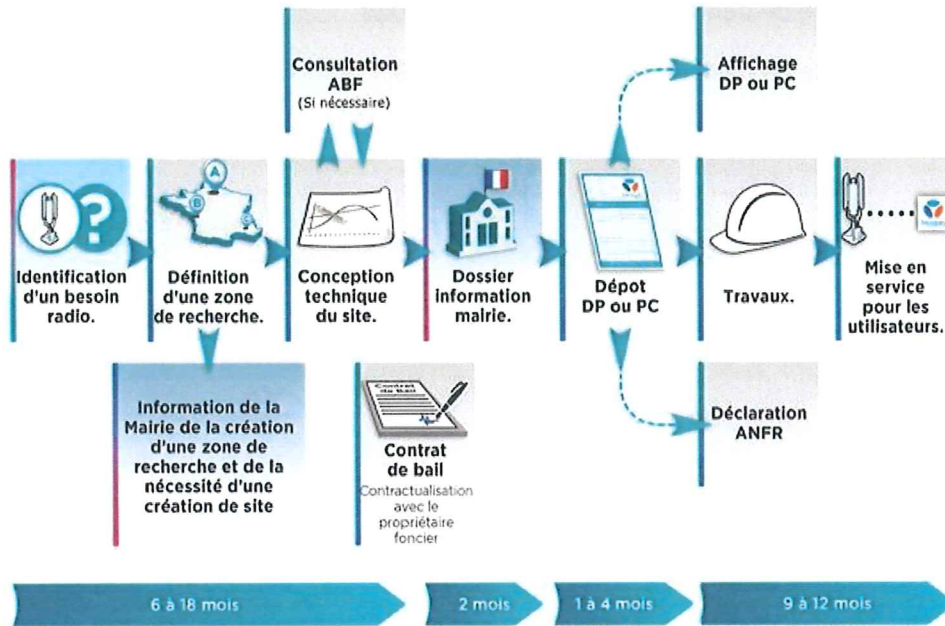 Consultation
ABF
(Si nécessaire)
Affichage
DP ou PC
A
B
C
Identification
d'un besoin
radio.
Définition
d'une zone
de recherche.
Conception
technique
du site.
Dossier
information
mairie.
Dépot
DP ou PC
Travaux.
Mise en
service
pour les
utilisateurs.
Information de la
Mairie de la création
d'une zone de
recherche et de la
nécessité d'une
création de site
Contrat
de Bail
Contrat
de bail
Contractualisation
avec le
propriétaire
foncier
Déclaration
ANFR
6 à 18 mois
2 mois
1 à 4 mois
9 à 12 mois